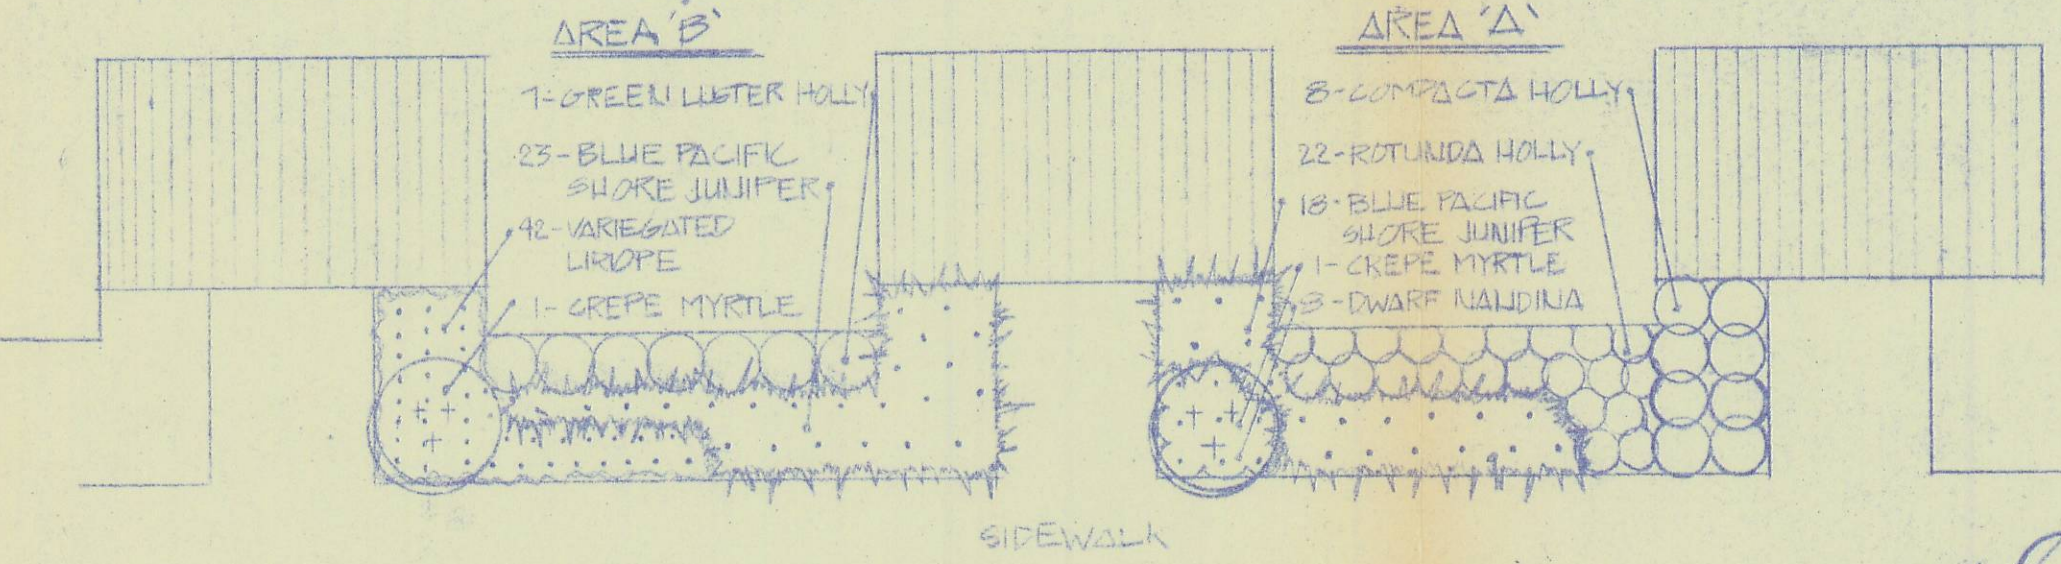 AREA 'B'
7-GREEN LUSTER HOLLY
23-BLUE PACIFIC
SHORE JUNIPER
42-VARIEGATED
LIRIOPE
1-CREPE MYRTLE
AREA 'A'
8-COMPACTA HOLLY
22-ROTUNDA HOLLY
18-BLUE PACIFIC
SHORE JUNIPER
1-CREPE MYRTLE
8-DWARF NANDINA
SIDEWALK